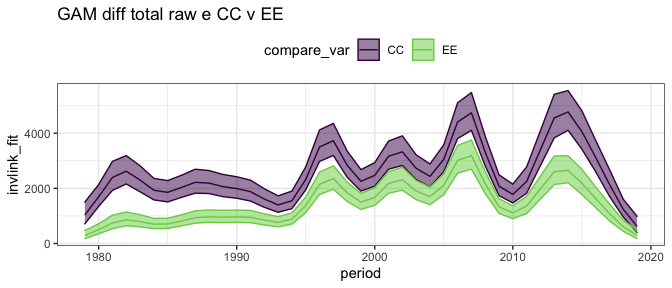 GAM diff total raw e CC v EE
compare_var CC EE
invlink_fit
4000
2000
0
1980 1990 2000 2010 2020
period